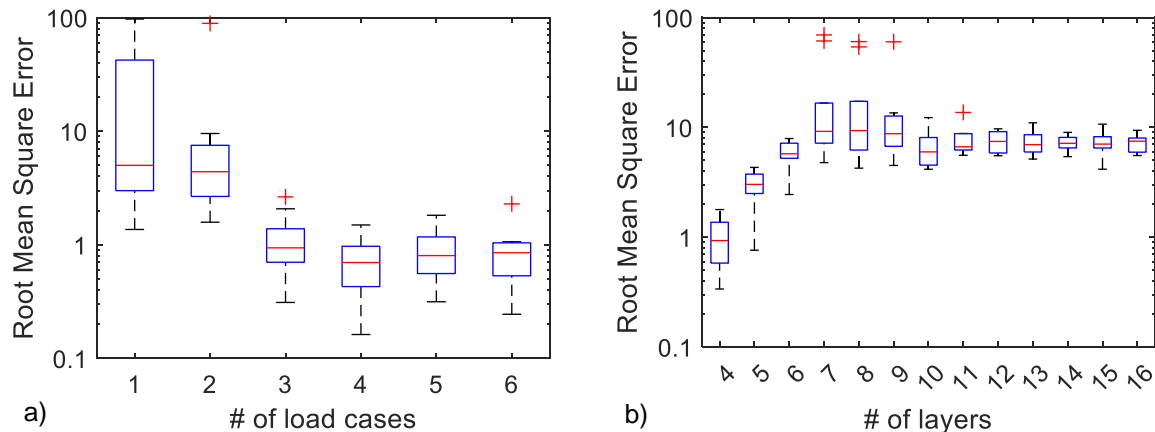 Root Mean Square Error
100
10
1
0.1
1 2 3 4 5 6
# of load cases
a)
Root Mean Square Error
100
10
1
0.1
4 5 6 7 8 9 10 11 12 13 14 15 16
# of layers
b)